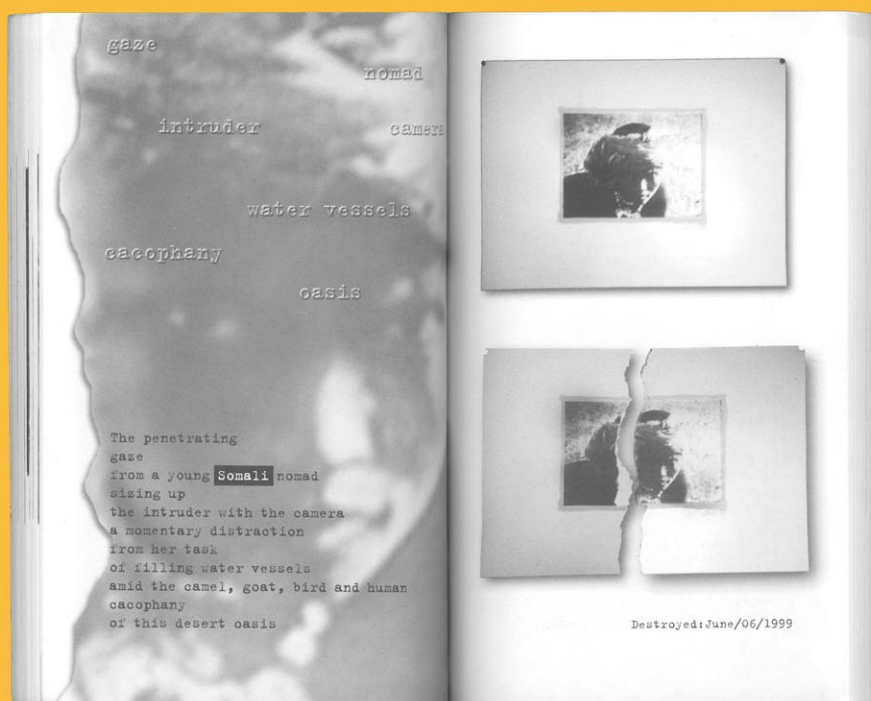 gaze
nomad
intruder
camera
water vessels
cacophany
oasis
The penetrating
gaze
from a young Somali nomad
sizing up
the intruder with the camera
a momentary distraction
from her task
of filling water vessels
amid the camel, goat, bird and human
cacophany
of this desert oasis
Destroyed:June/06/1999